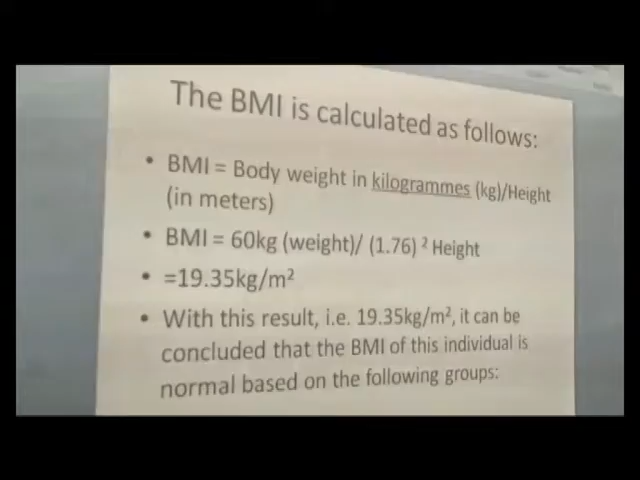 The BMI is calculated as follows:
• BMI = Body weight in kilogrammes (kg)/Height
(in meters)
• BMI = 60kg (weight)/ (1.76) ² Height
• =19.35kg/m²
• With this result, i.e. 19.35kg/m², it can be
concluded that the BMI of this individual is
normal based on the following groups: